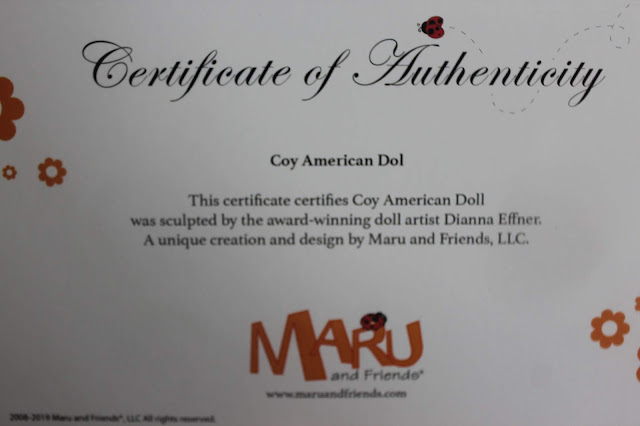 Certificate of Authenticity
Coy American Dol
This certificate certifies Coy American Doll
was sculpted by the award-winning doll artist Dianna Effner.
A unique creation and design by Maru and Friends, LLC.
MARU
and Friends®
www.maruandfriends.com
2008-2019 Maru and Friends®, LLC All rights reserved.